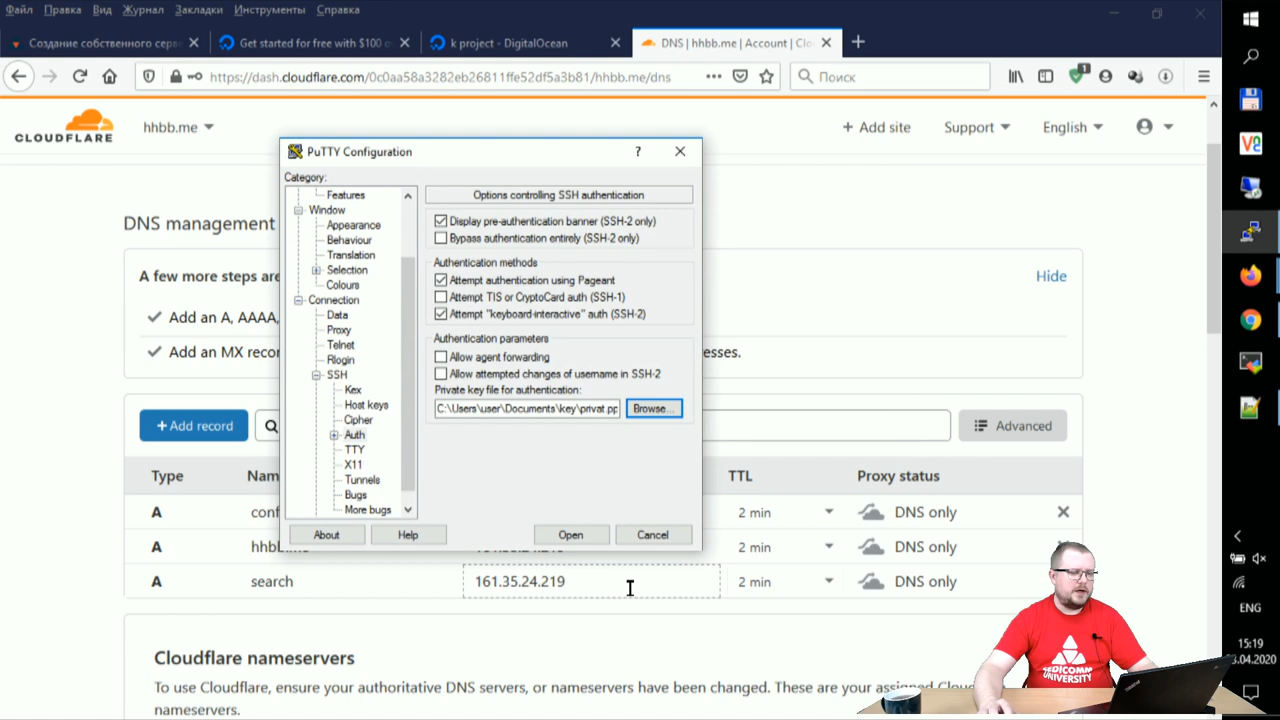 Файл Правка Вид Журнал Закладки Инструменты Справка
Создание собственного серв
Get started for free with $100 o
k project - DigitalOcean
DNS | hhbb.me | Account | Clo
https://dash.cloudflare.com/0c0aa58a3282eb26811ffe52df5a3b81/hhbb.me/dns
Поиск
1
CLOUDFLARE
hhbb.me
+ Add site
Support
English
PuTTY Configuration
? 
Category:
Features
Window
Appearance
Behaviour
Translation
Selection
Colours
Connection
Data
Proxy
Telnet
Rlogin
SSH
Kex
Host keys
Cipher
Auth
TTY
X11
Tunnels
Bugs
More bugs
Options controlling SSH authentication
Display pre-authentication banner (SSH-2 only)
Bypass authentication entirely (SSH-2 only)
Authentication methods
Attempt authentication using Pageant
Attempt TIS or CryptoCard auth (SSH-1)
Attempt "keyboard-interactive" auth (SSH-2)
Authentication parameters
Allow agent forwarding
Allow attempted changes of username in SSH-2
Private key file for authentication:
C:\Users\user\Documents\key\privat.pp
Browse...
About
Help
Open
Cancel
DNS management
A few more steps are
Hide
Add an A, AAAA,
Add an MX recor
esses.
+ Add record
Advanced
Type
Nam
TTL
Proxy status
A conf 2 min DNS only
A 2 min DNS only
A search 161.35.24.219 2 min DNS only
Cloudflare nameservers
To use Cloudflare, ensure your authoritative DNS servers, or nameservers have been changed. These are your assigned Clou
nameservers.
EDICOMM
UNIVERSITY
ENG
15:19
.04.2020